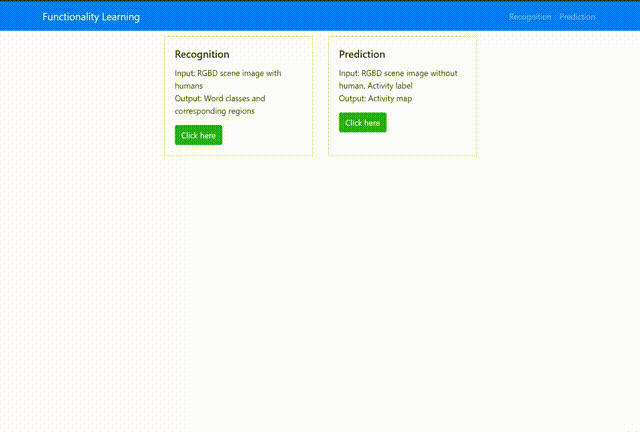 Functionality Learning
Recognition Prediction
Recognition
Input: RGBD scene image with
humans
Output: Word classes and
corresponding regions
Click here
Prediction
Input: RGBD scene image without
human, Activity label
Output: Activity map
Click here